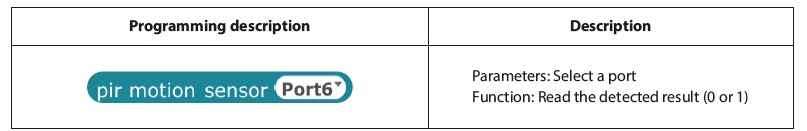 Programming description
Description
pir motion sensor Port6
Parameters: Select a port
Function: Read the detected result (0 or 1)